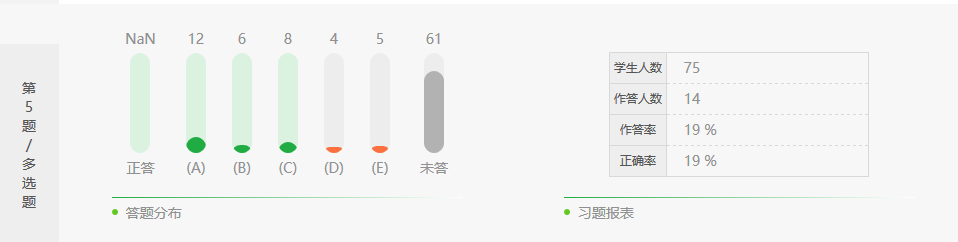 第5题/多选题
NaN 12 6 8 4 5 61
正答 (A) (B) (C) (D) (E) 未答
答题分布
学生人数 75
作答人数 14
作答率 19 %
正确率 19 %
习题报表